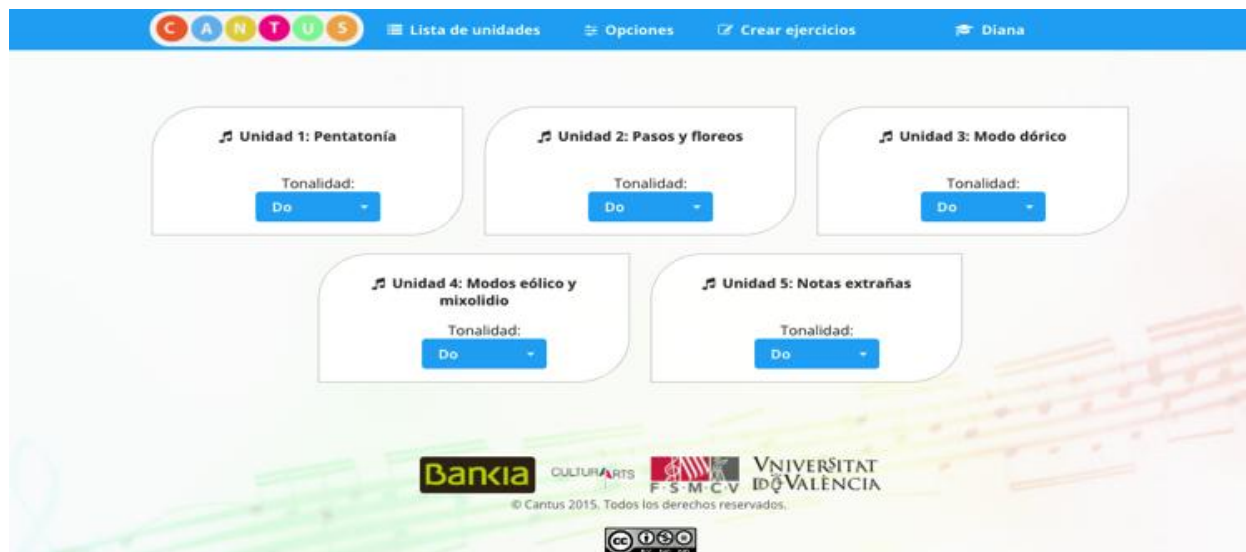 CANTUS Lista de unidades Opciones Crear ejercicios Diana
Unidad 1: Pentatonía
Tonalidad:
Do
Unidad 2: Pasos y floreos
Tonalidad:
Do
Unidad 3: Modo dórico
Tonalidad:
Do
Unidad 4: Modos eólico y
mixolidio
Tonalidad:
Do
Unidad 5: Notas extrañas
Tonalidad:
Do
Bankia CULTURARTS F·S·M·C·V VNIVERSITAT
DE VALÈNCIA
© Cantus 2015. Todos los derechos reservados.
cc